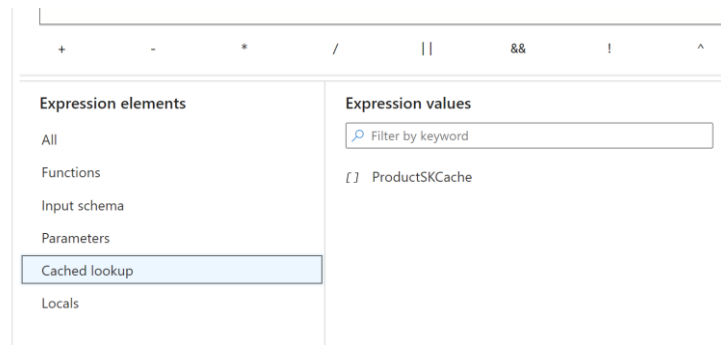 + - * / || && ! ^
Expression elements
All
Functions
Input schema
Parameters
Cached lookup
Locals
Expression values
Filter by keyword
[] ProductSKCache